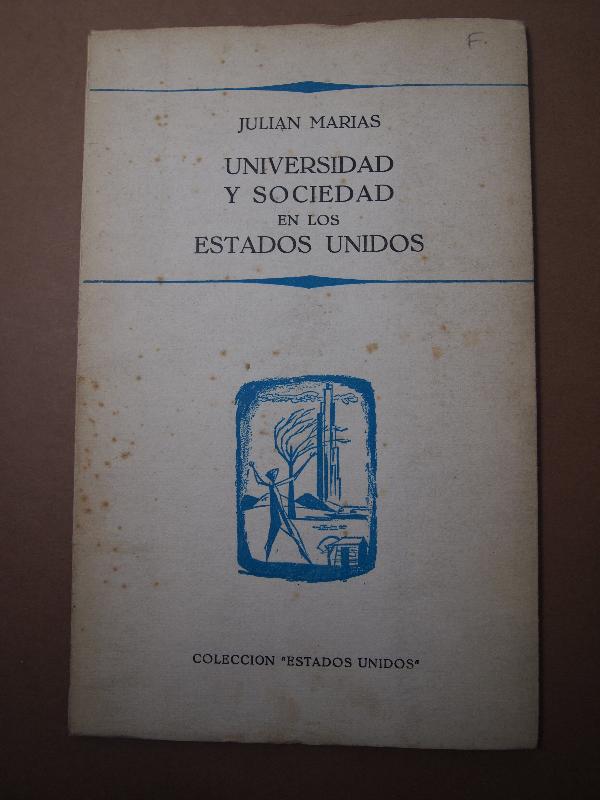 F.
JULIAN MARIAS
UNIVERSIDAD
Y SOCIEDAD
EN LOS
ESTADOS UNIDOS
COLECCION "ESTADOS UNIDOS"